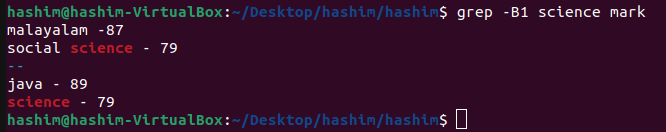 hashim@hashim-VirtualBox:~/Desktop/hashim/hashim$ grep -B1 science mark
malayalam -87
social science - 79
--
java - 89
science - 79
hashim@hashim-VirtualBox:~/Desktop/hashim/hashim$